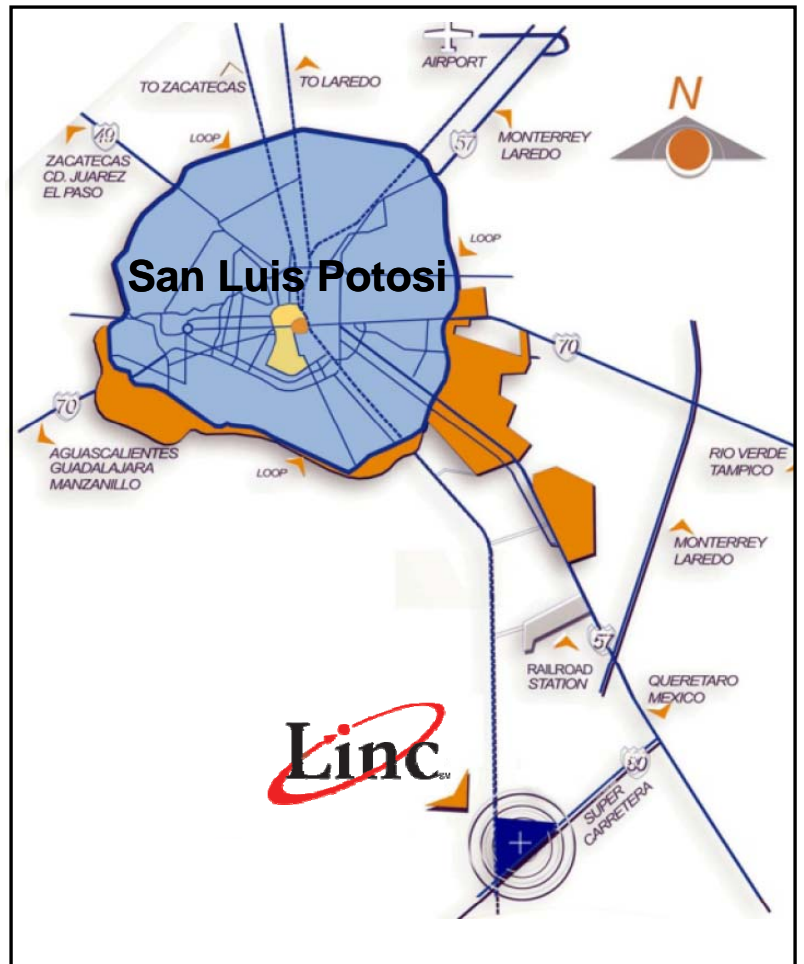 AIRPORT
TO ZACATECAS
TO LAREDO
N
49
LOOP
57
MONTERREY
LAREDO
ZACATECAS
CD. JUAREZ
EL PASO
LOOP
San Luis Potosi
70
70
AGUASCALIENTES
GUADALAJARA
MANZANILLO
LOOP
RIO VERDE
TAMPICO
MONTERREY
LAREDO
57
RAILROAD
STATION
QUERETARO
MEXICO
Linc
SM
80
SUPER
CARRETERA